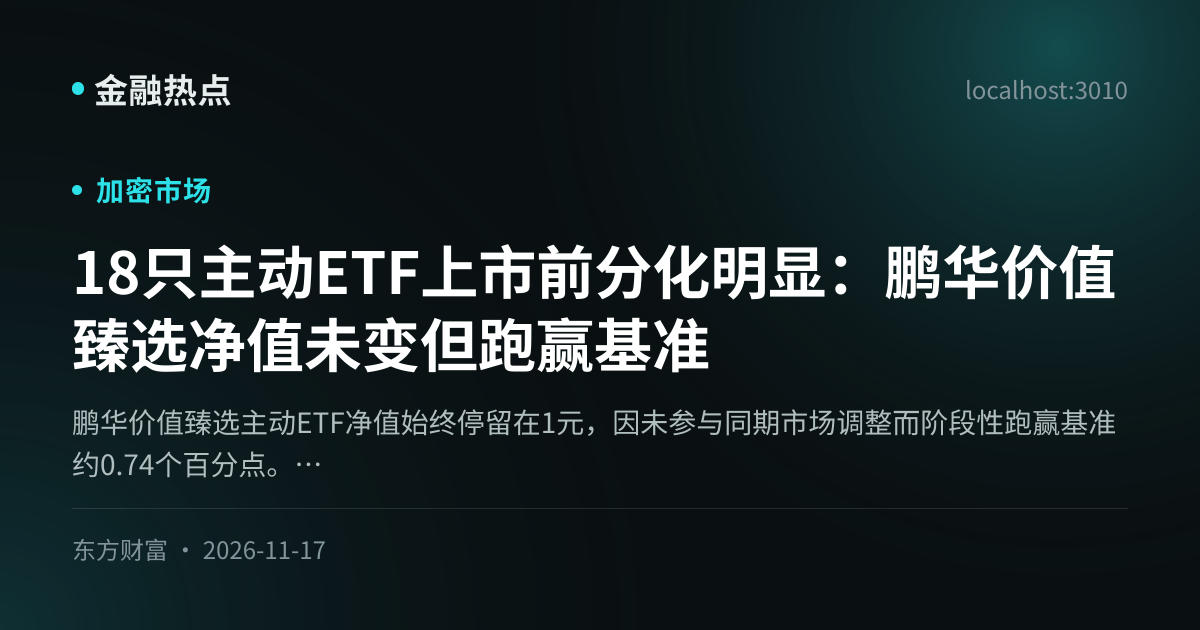 金融热点
localhost:3010
加密市场
18只主动ETF上市前分化明显：鹏华价值
臻选净值未变但跑赢基准
鹏华价值臻选主动ETF净值始终停留在1元，因未参与同期市场调整而阶段性跑赢基准
约0.74个百分点。…
东方财富 · 2026-11-17